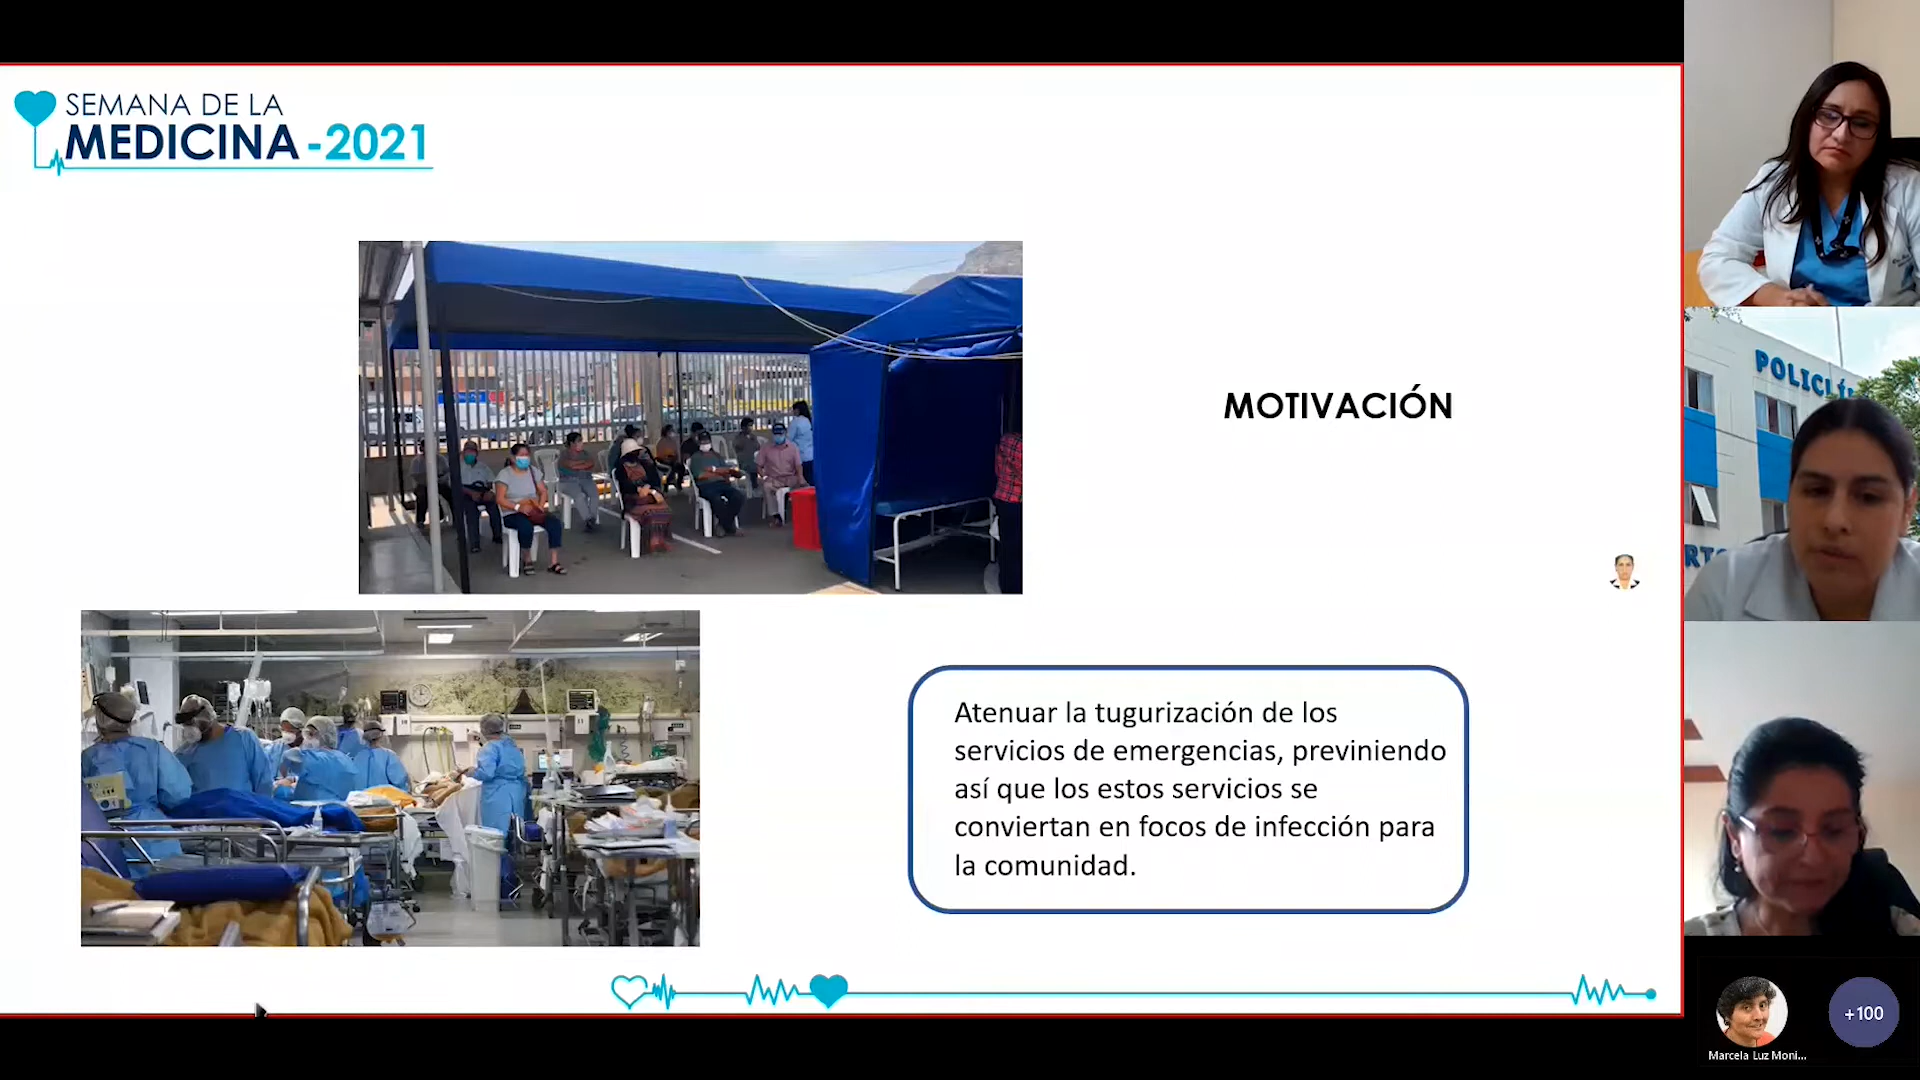 SEMANA DE LA
MEDICINA -2021
MOTIVACIÓN
Atenuar la tugurización de los
servicios de emergencias, previniendo
así que los estos servicios se
conviertan en focos de infección para
la comunidad.
Marcela Luz Moni...
+100